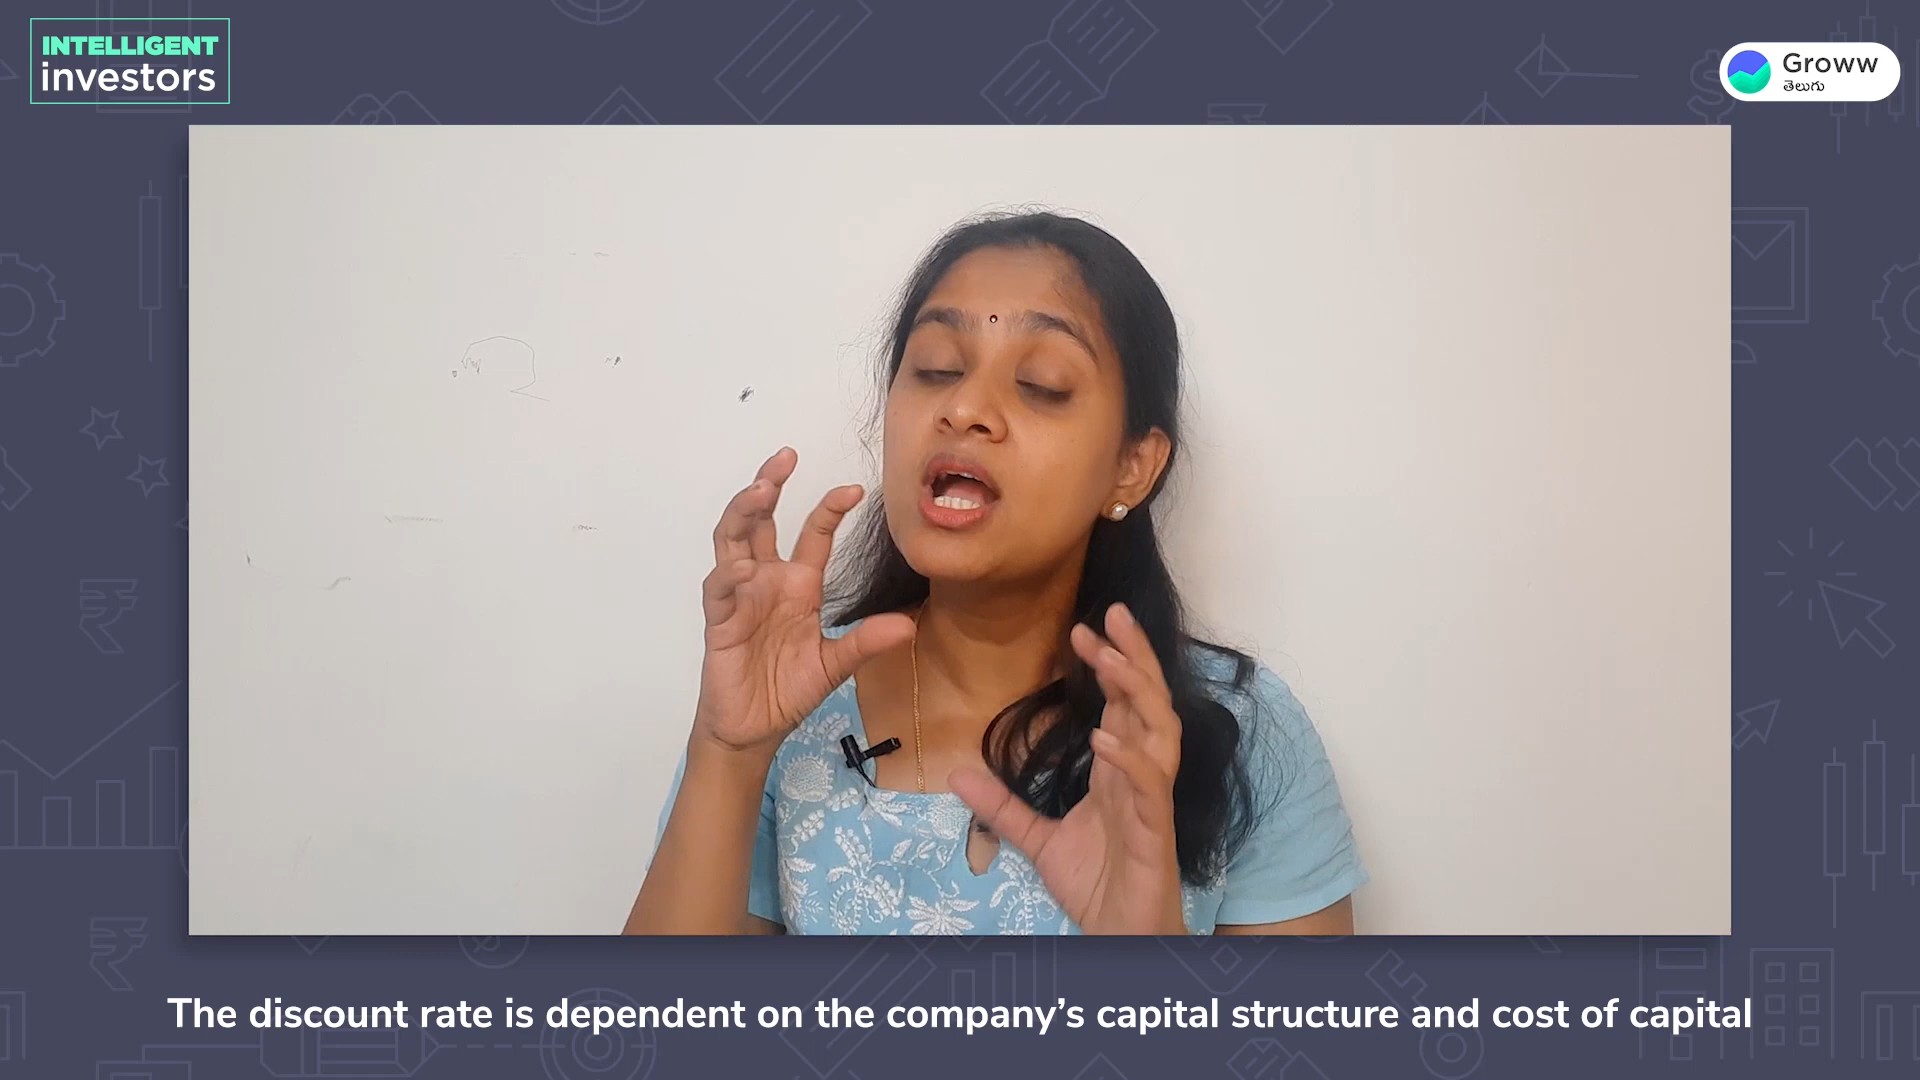 INTELLIGENT
investors
Groww
తెలుగు
The discount rate is dependent on the company’s capital structure and cost of capital